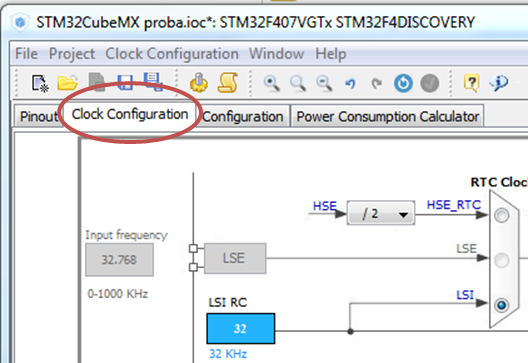 STM32CubeMX proba.ioc*: STM32F407VGTx STM32F4DISCOVERY
File Project Clock Configuration Window Help
Pinout Clock Configuration Configuration Power Consumption Calculator
RTC Cloc
HSE / 2 HSE_RTC
Input frequency
32.768 LSE LSE
0-1000 KHz
LSI
LSI RC
32
32 KHz